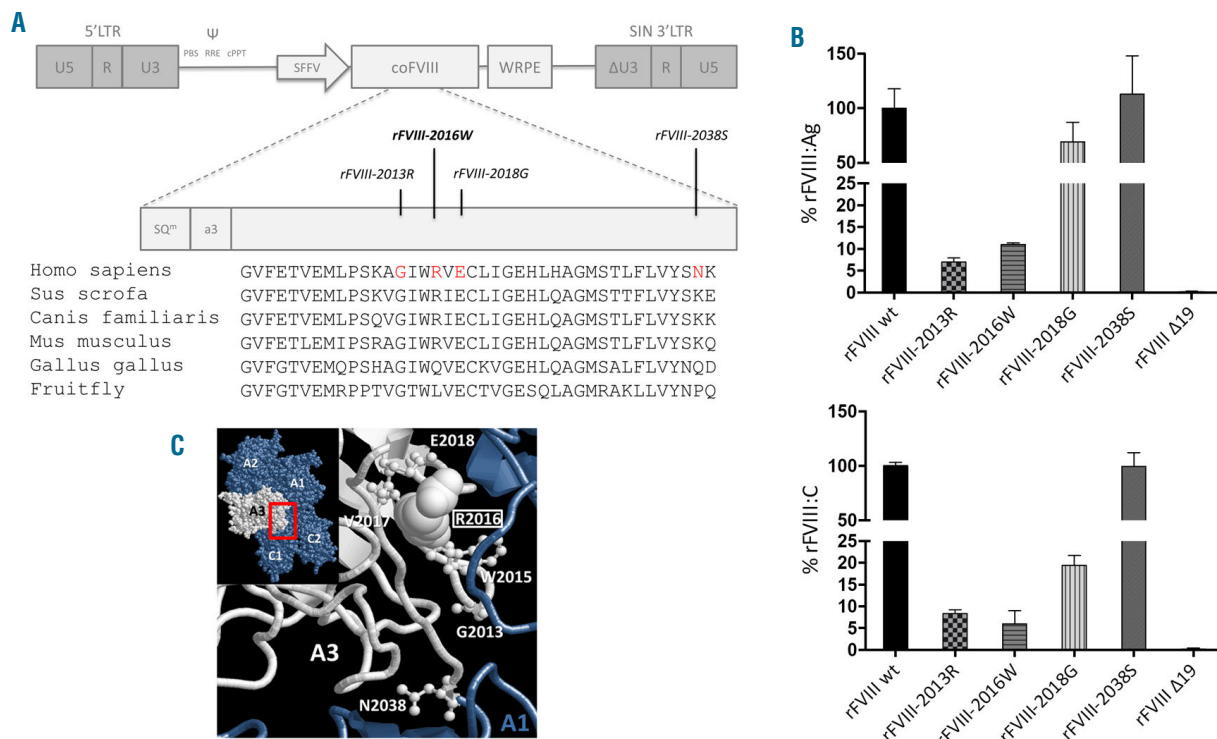 A
5'LTR
Ψ
SIN 3'LTR
PBS RRE cPPT
U5 R U3
SFFV
coFVIII
WRPE
ΔU3 R U5
rFVIII-2016W
rFVIII-2038S
rFVIII-2013R
rFVIII-2018G
SQᵐ a3
Homo sapiens GVFETVEMLPSKAGIWRVECLIGEHLHAGMSTLFLVYSNK
Sus scrofa GVFETVEMLPSKVGIWRIECLIGEHLQAGMSTTFLVYSKE
Canis familiaris GVFETVEMLPSQVGIWRIECLIGEHLQAGMSTLFLVYSKK
Mus musculus GVFETLEMIPSRAGIWRVECLIGEHLQAGMSTLFLVYSKQ
Gallus gallus GVFGTVEMQPSHAGIWQVECKVGEHLQAGMSALFLVYNQD
Fruitfly GVFGTVEMRPPTVGTWLVECTVGESQLAGMRAKLLVYNPQ
B
% rFVIII:Ag
150
100
50
25
20
15
10
5
0
rFVIII wt
rFVIII-2013R
rFVIII-2016W
rFVIII-2018G
rFVIII-2038S
rFVIII Δ19
% rFVIII:C
150
100
50
25
20
15
10
5
0
rFVIII wt
rFVIII-2013R
rFVIII-2016W
rFVIII-2018G
rFVIII-2038S
rFVIII Δ19
C
A2
A1
A3
C2
C1
E2018
V2017
R2016
W2015
G2013
A3
N2038
A1